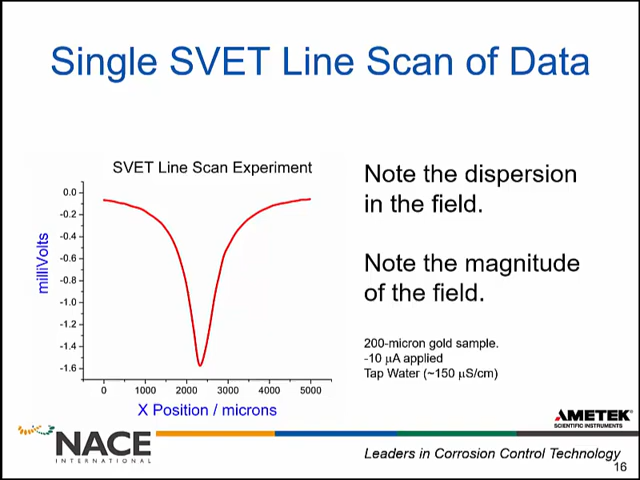 Single SVET Line Scan of Data
SVET Line Scan Experiment
0.0
-0.2
-0.4
-0.6
-0.8
-1.0
-1.2
-1.4
-1.6
milliVolts
0 1000 2000 3000 4000 5000
X Position / microns
Note the dispersion
in the field.
Note the magnitude
of the field.
200-micron gold sample.
-10 μA applied
Tap Water (~150 μS/cm)
AMETEK
SCIENTIFIC INSTRUMENTS
NACE
INTERNATIONAL
Leaders in Corrosion Control Technology
16